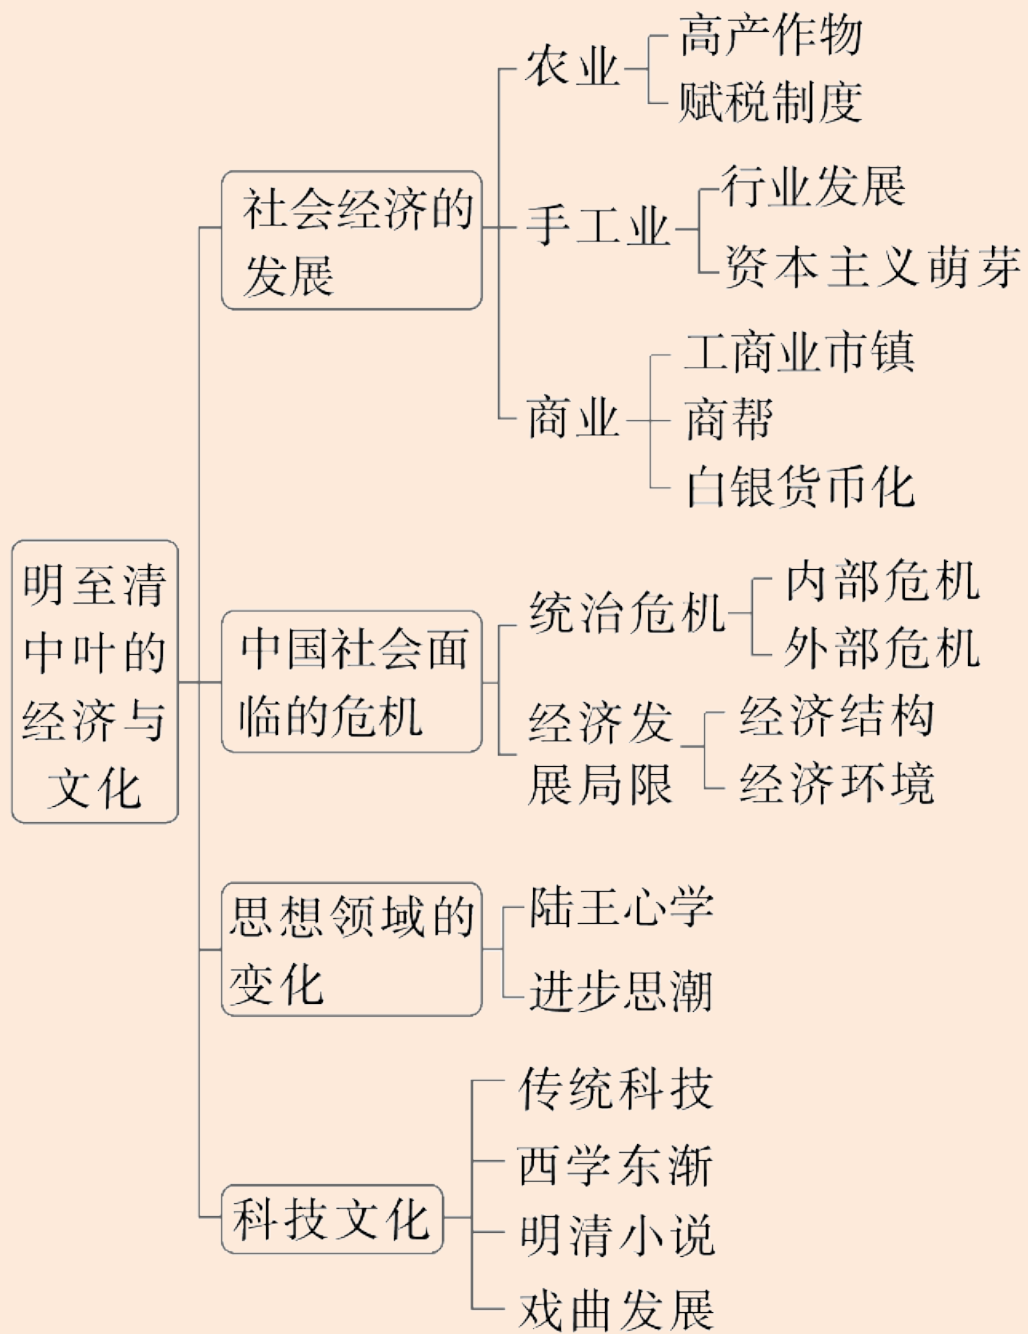 明至清
中叶的
经济与
文化
社会经济的
发展
农业
高产作物
赋税制度
手工业
行业发展
资本主义萌芽
商业
工商业市镇
商帮
白银货币化
中国社会面
临的危机
统治危机
内部危机
外部危机
经济发
展局限
经济结构
经济环境
思想领域的
变化
陆王心学
进步思潮
科技文化
传统科技
西学东渐
明清小说
戏曲发展